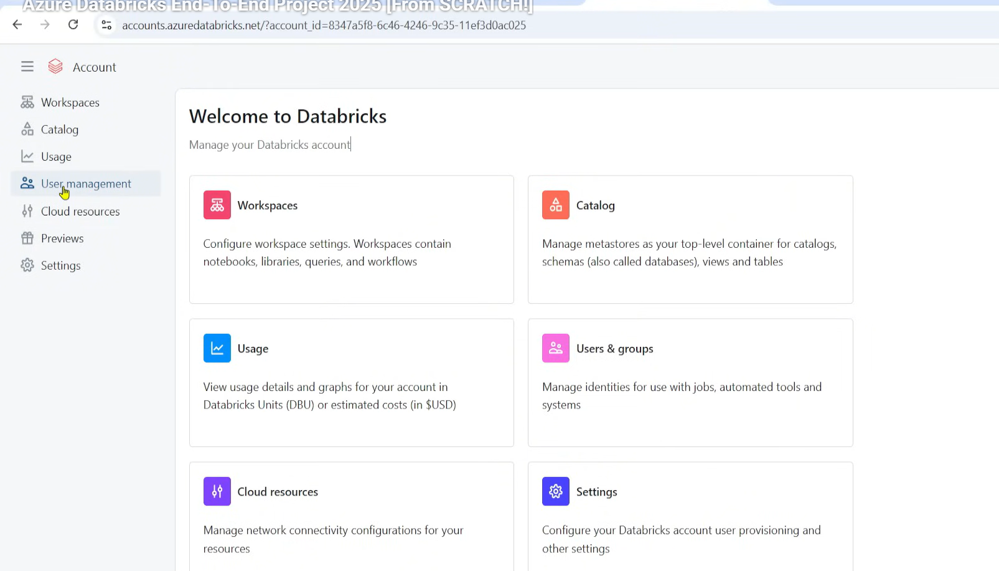 Azure Databricks End-To-End Project 2025 [From SCRATCH!]
accounts.azuredatabricks.net/?account_id=8347a5f8-6c46-4246-9c35-11ef3d0ac025
Account
Workspaces
Catalog
Usage
User management
Cloud resources
Previews
Settings
Welcome to Databricks
Manage your Databricks account
Workspaces
Configure workspace settings. Workspaces contain
notebooks, libraries, queries, and workflows
Catalog
Manage metastores as your top-level container for catalogs,
schemas (also called databases), views and tables
Usage
View usage details and graphs for your account in
Databricks Units (DBU) or estimated costs (in $USD)
Users & groups
Manage identities for use with jobs, automated tools and
systems
Cloud resources
Manage network connectivity configurations for your
resources
Settings
Configure your Databricks account user provisioning and
other settings